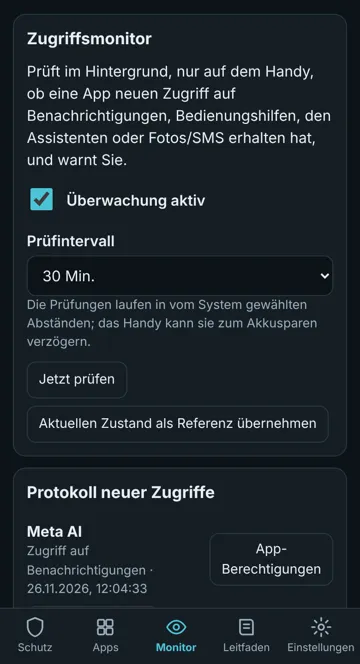 Zugriffsmonitor
Prüft im Hintergrund, nur auf dem Handy,
ob eine App neuen Zugriff auf
Benachrichtigungen, Bedienungshilfen, den
Assistenten oder Fotos/SMS erhalten hat,
und warnt Sie.
Überwachung aktiv
Prüfintervall
30 Min.
Die Prüfungen laufen in vom System gewählten
Abständen; das Handy kann sie zum Akkusparen
verzögern.
Jetzt prüfen
Aktuellen Zustand als Referenz übernehmen
Protokoll neuer Zugriffe
Meta AI
Zugriff auf
Benachrichtigungen ·
26.11.2026, 12:04:33
App-
Berechtigungen
Schutz
Apps
Monitor
Leitfaden
Einstellungen